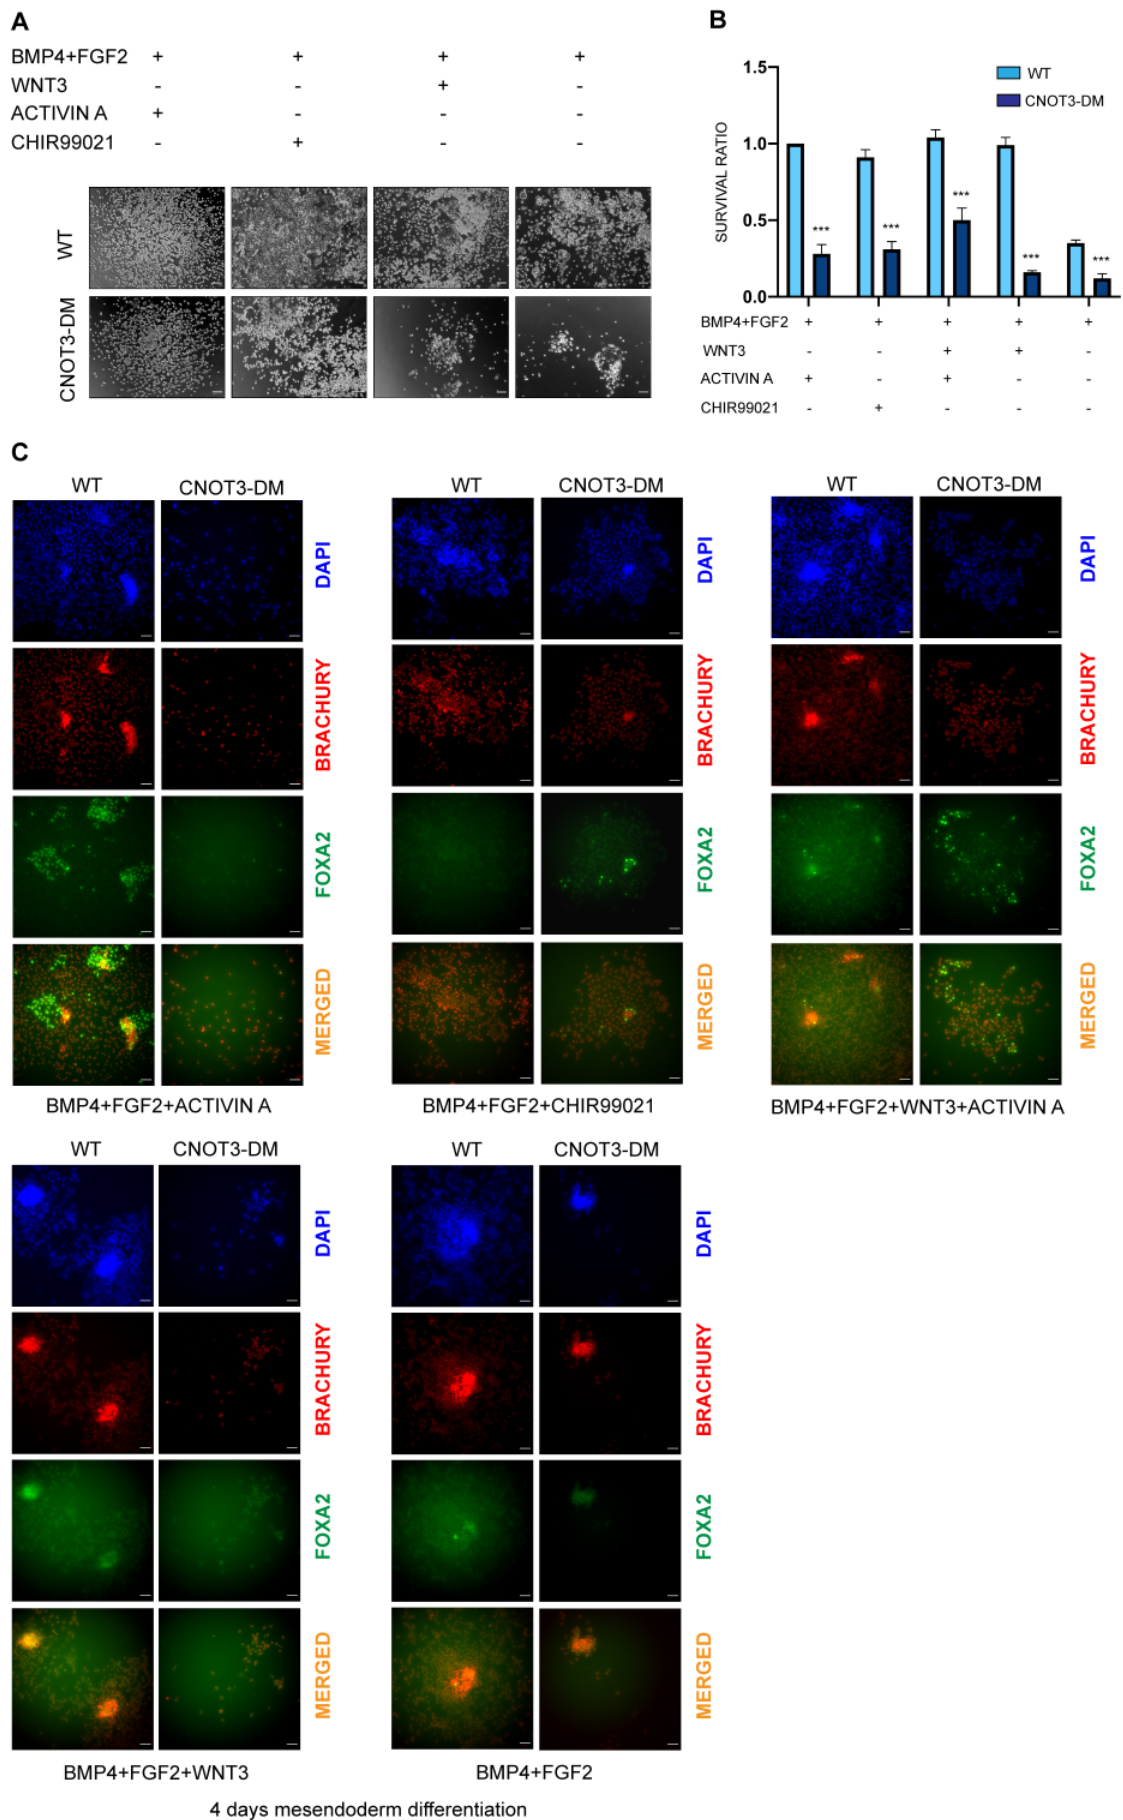 A
BMP4+FGF2 + + + +
WNT3 - - + -
ACTIVIN A + - - -
CHIR99021 - + - -
WT
CNOT3-DM
B
1.5
1.0
0.5
0.0
SURVIVAL RATIO
WT
CNOT3-DM
*** *** *** *** ***
BMP4+FGF2 + + + + +
WNT3 - - + + -
ACTIVIN A + - + - -
CHIR99021 - + - - -
C
WT CNOT3-DM
DAPI
BRACHURY
FOXA2
MERGED
BMP4+FGF2+ACTIVIN A
WT CNOT3-DM
DAPI
BRACHURY
FOXA2
MERGED
BMP4+FGF2+CHIR99021
WT CNOT3-DM
DAPI
BRACHURY
FOXA2
MERGED
BMP4+FGF2+WNT3+ACTIVIN A
WT CNOT3-DM
DAPI
BRACHURY
FOXA2
MERGED
BMP4+FGF2+WNT3
WT CNOT3-DM
DAPI
BRACHURY
FOXA2
MERGED
BMP4+FGF2
4 days mesendoderm differentiation